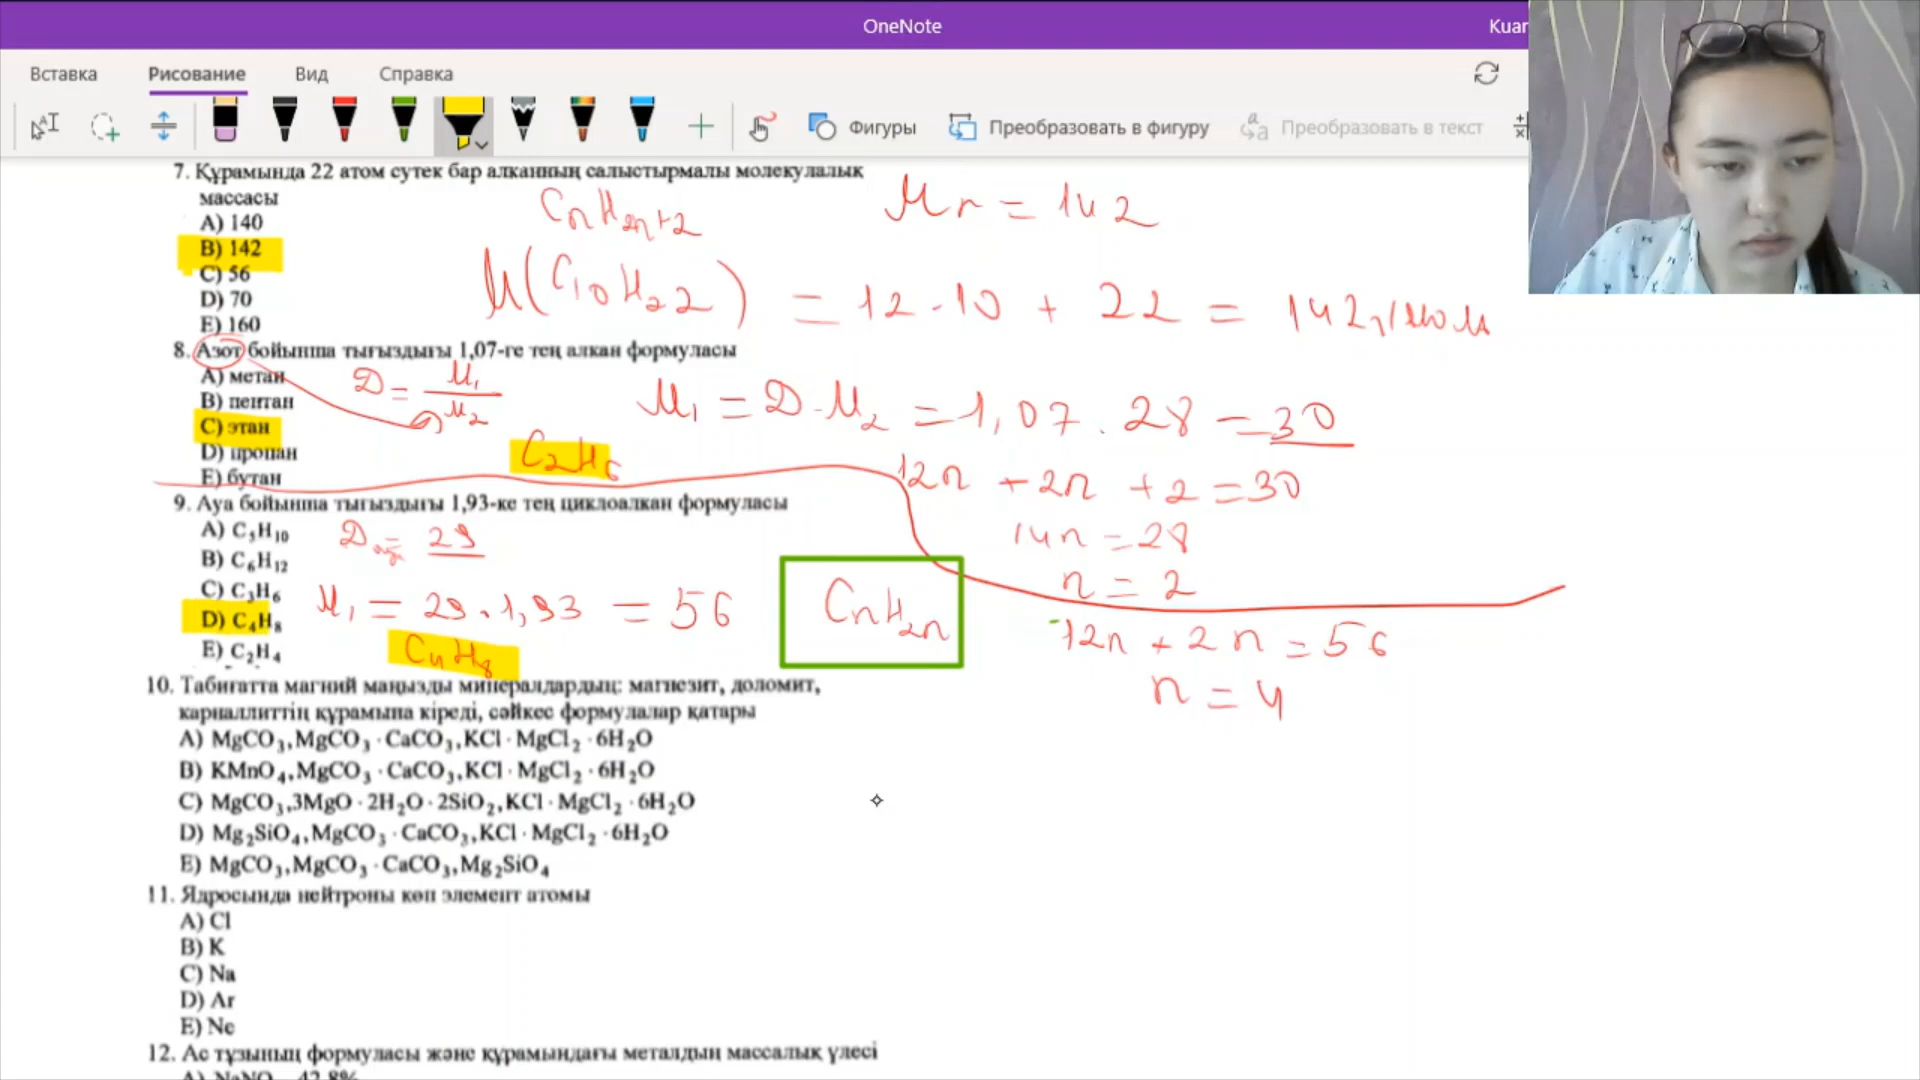 OneNote
Kuan
Вставка Рисование Вид Справка
Фигуры Преобразовать в фигуру Преобразовать в текст
7. Құрамында 22 атом сутек бар алканның салыстырмалы молекулалық
массасы
CnH2n+2
Mr = 142
A) 140
B) 142
C) 56
D) 70
E) 160
M(C10H22) = 12·10 + 22 = 142г/моль
8. Азот бойынша тығыздығы 1,07-ге тең алкан формуласы
A) метан
B) пентан
C) этан
D) пропан
E) бутан
D = M1/M2
M1 = D·M2 = 1,07·28 = 30
C2H6
12n + 2n + 2 = 30
14n = 28
n = 2
9. Ауа бойынша тығыздығы 1,93-ке тең циклоалкан формуласы
A) C5H10
B) C6H12
C) C3H6
D) C4H8
E) C2H4
D ауа = 29
M1 = 29·1,93 = 56
C4H8
CnH2n
12n + 2n = 56
n = 4
10. Табиғатта магний маңызды минералдардың: магнезит, доломит,
карналлиттің құрамына кіреді, сәйкес формулалар қатары
A) MgCO3,MgCO3·CaCO3,KCl·MgCl2·6H2O
B) KMnO4,MgCO3·CaCO3,KCl·MgCl2·6H2O
C) MgCO3,3MgO·2H2O·2SiO2,KCl·MgCl2·6H2O
D) Mg2SiO4,MgCO3·CaCO3,KCl·MgCl2·6H2O
E) MgCO3,MgCO3·CaCO3,Mg2SiO4
11. Ядросында нейтроны көп элемент атомы
A) Cl
B) K
C) Na
D) Ar
E) Ne
12. Ас тұзының формуласы және құрамындағы металдың массалық үлесі